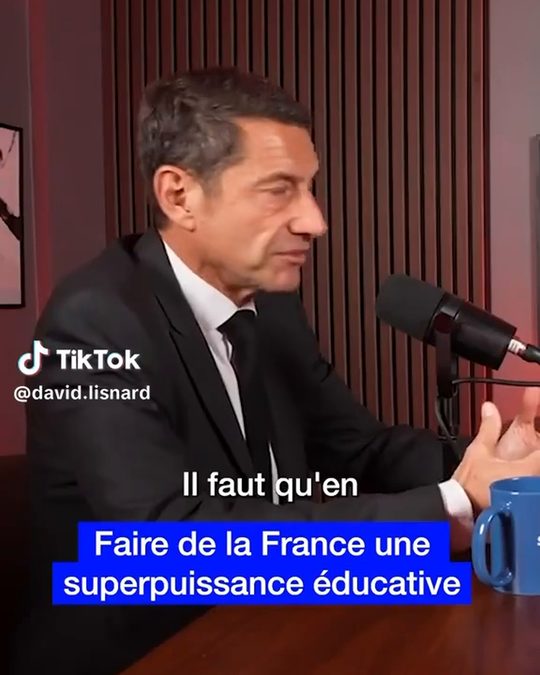 TikTok
@david.lisnard
Il faut qu'en
Faire de la France une
superpuissance éducative